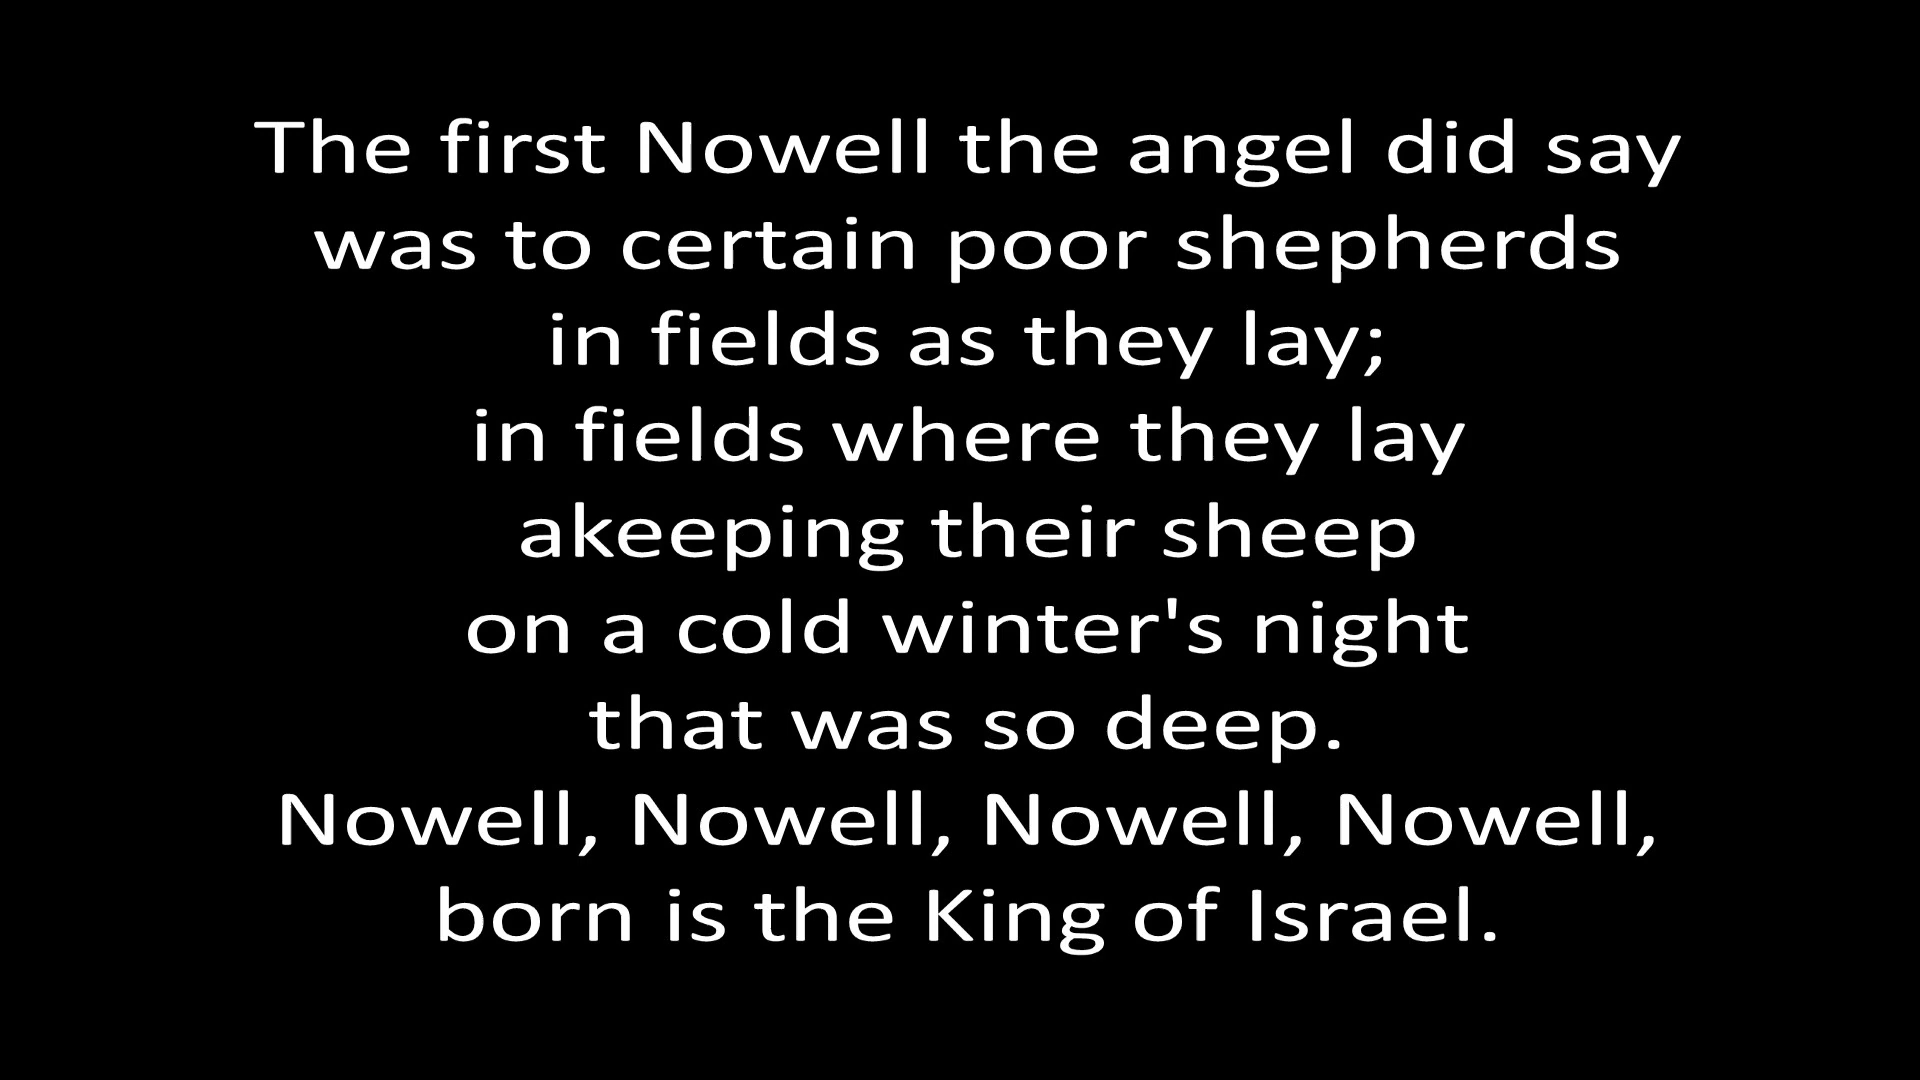 The first Nowell the angel did say
was to certain poor shepherds
in fields as they lay;
in fields where they lay
akeeping their sheep
on a cold winter's night
that was so deep.
Nowell, Nowell, Nowell, Nowell,
born is the King of Israel.